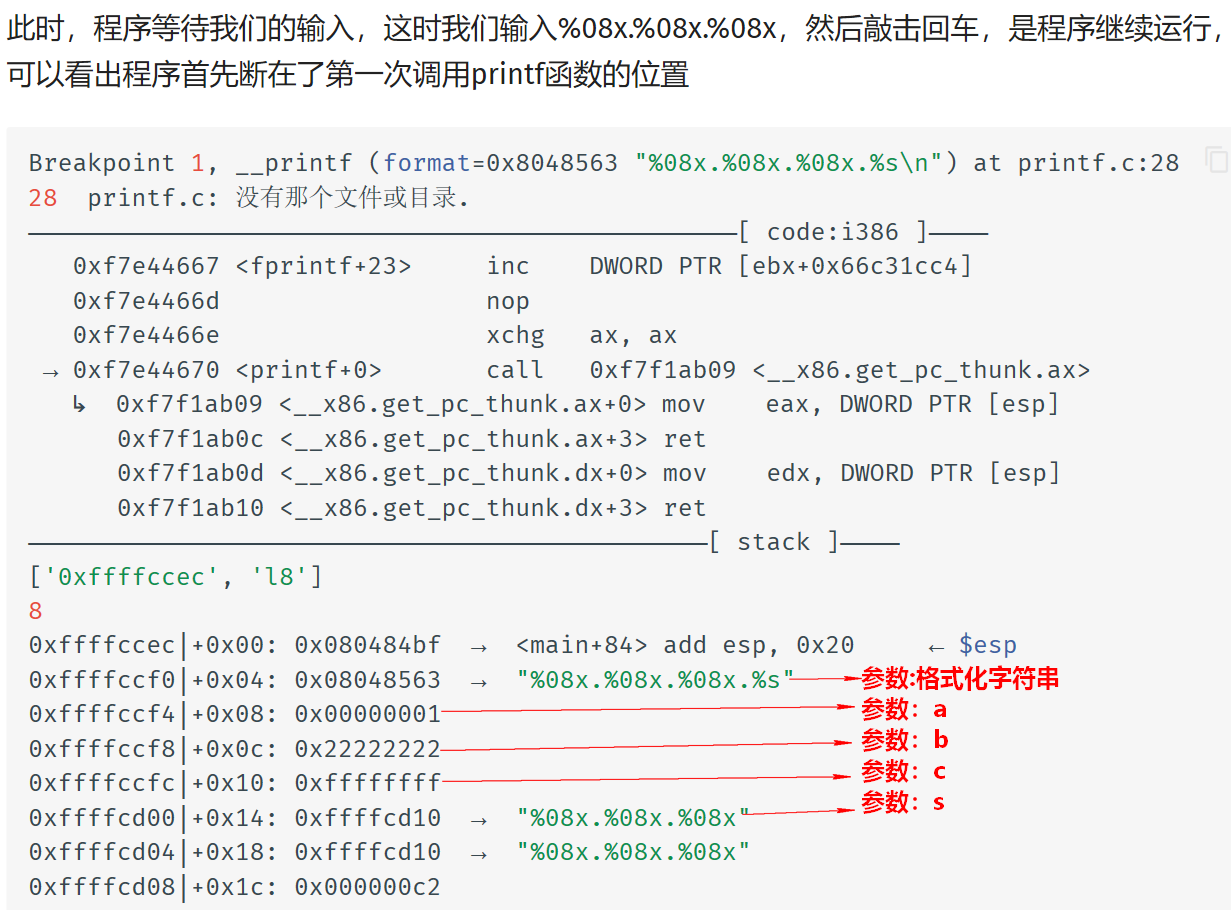 此时，程序等待我们的输入，这时我们输入%08x.%08x.%08x，然后敲击回车，是程序继续运行，
可以看出程序首先断在了第一次调用printf函数的位置
Breakpoint 1, __printf (format=0x8048563 "%08x.%08x.%08x.%s\n") at printf.c:28
28  printf.c: 没有那个文件或目录.
────────────────────────────────────────────────[ code:i386 ]────
   0xf7e44667 <fprintf+23>     inc    DWORD PTR [ebx+0x66c31cc4]
   0xf7e4466d                  nop
   0xf7e4466e                  xchg   ax, ax
 → 0xf7e44670 <printf+0>       call   0xf7f1ab09 <__x86.get_pc_thunk.ax>
   ↳  0xf7f1ab09 <__x86.get_pc_thunk.ax+0> mov    eax, DWORD PTR [esp]
      0xf7f1ab0c <__x86.get_pc_thunk.ax+3> ret
      0xf7f1ab0d <__x86.get_pc_thunk.dx+0> mov    edx, DWORD PTR [esp]
      0xf7f1ab10 <__x86.get_pc_thunk.dx+3> ret
──────────────────────────────────────────────[ stack ]────
['0xffffccec', 'l8']
8
0xffffccec|+0x00: 0x080484bf  →  <main+84> add esp, 0x20     ← $esp
0xffffccf0|+0x04: 0x08048563  →  "%08x.%08x.%08x.%s" 参数:格式化字符串
0xffffccf4|+0x08: 0x00000001 参数：a
0xffffccf8|+0x0c: 0x22222222 参数：b
0xffffccfc|+0x10: 0xffffffff 参数：c
0xffffcd00|+0x14: 0xffffcd10  →  "%08x.%08x.%08x" 参数：s
0xffffcd04|+0x18: 0xffffcd10  →  "%08x.%08x.%08x"
0xffffcd08|+0x1c: 0x000000c2